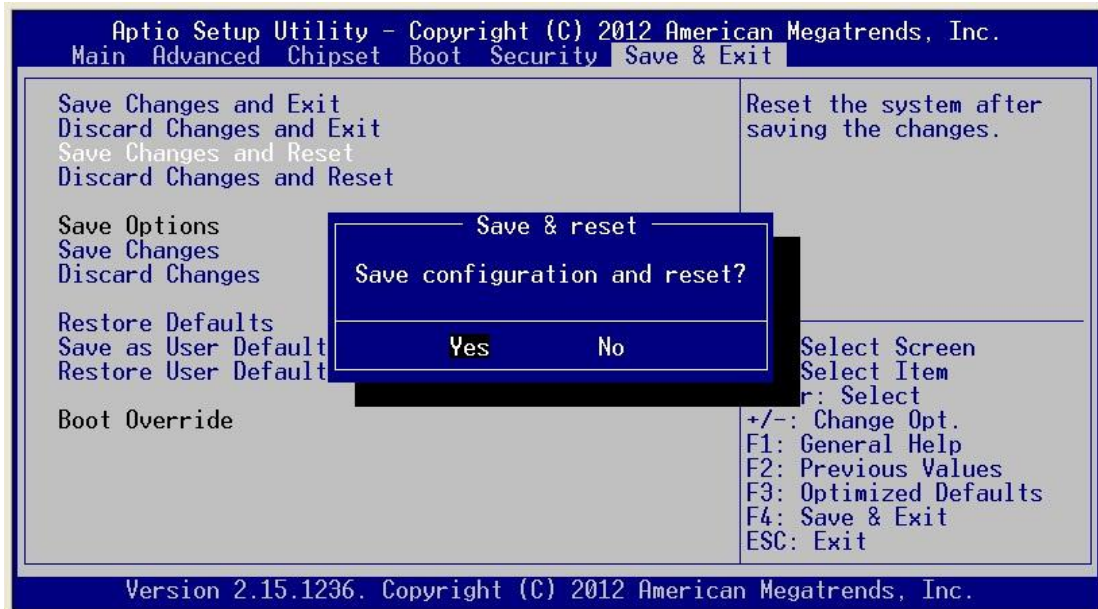 Aptio Setup Utility – Copyright (C) 2012 American Megatrends, Inc.
Main Advanced Chipset Boot Security Save & Exit
Save Changes and Exit
Discard Changes and Exit
Save Changes and Reset
Discard Changes and Reset
Save Options
Save Changes
Discard Changes
Restore Defaults
Save as User Default
Restore User Default
Boot Override
Save & reset
Save configuration and reset?
Yes No
Reset the system after
saving the changes.
Select Screen
Select Item
r: Select
+/-: Change Opt.
F1: General Help
F2: Previous Values
F3: Optimized Defaults
F4: Save & Exit
ESC: Exit
Version 2.15.1236. Copyright (C) 2012 American Megatrends, Inc.